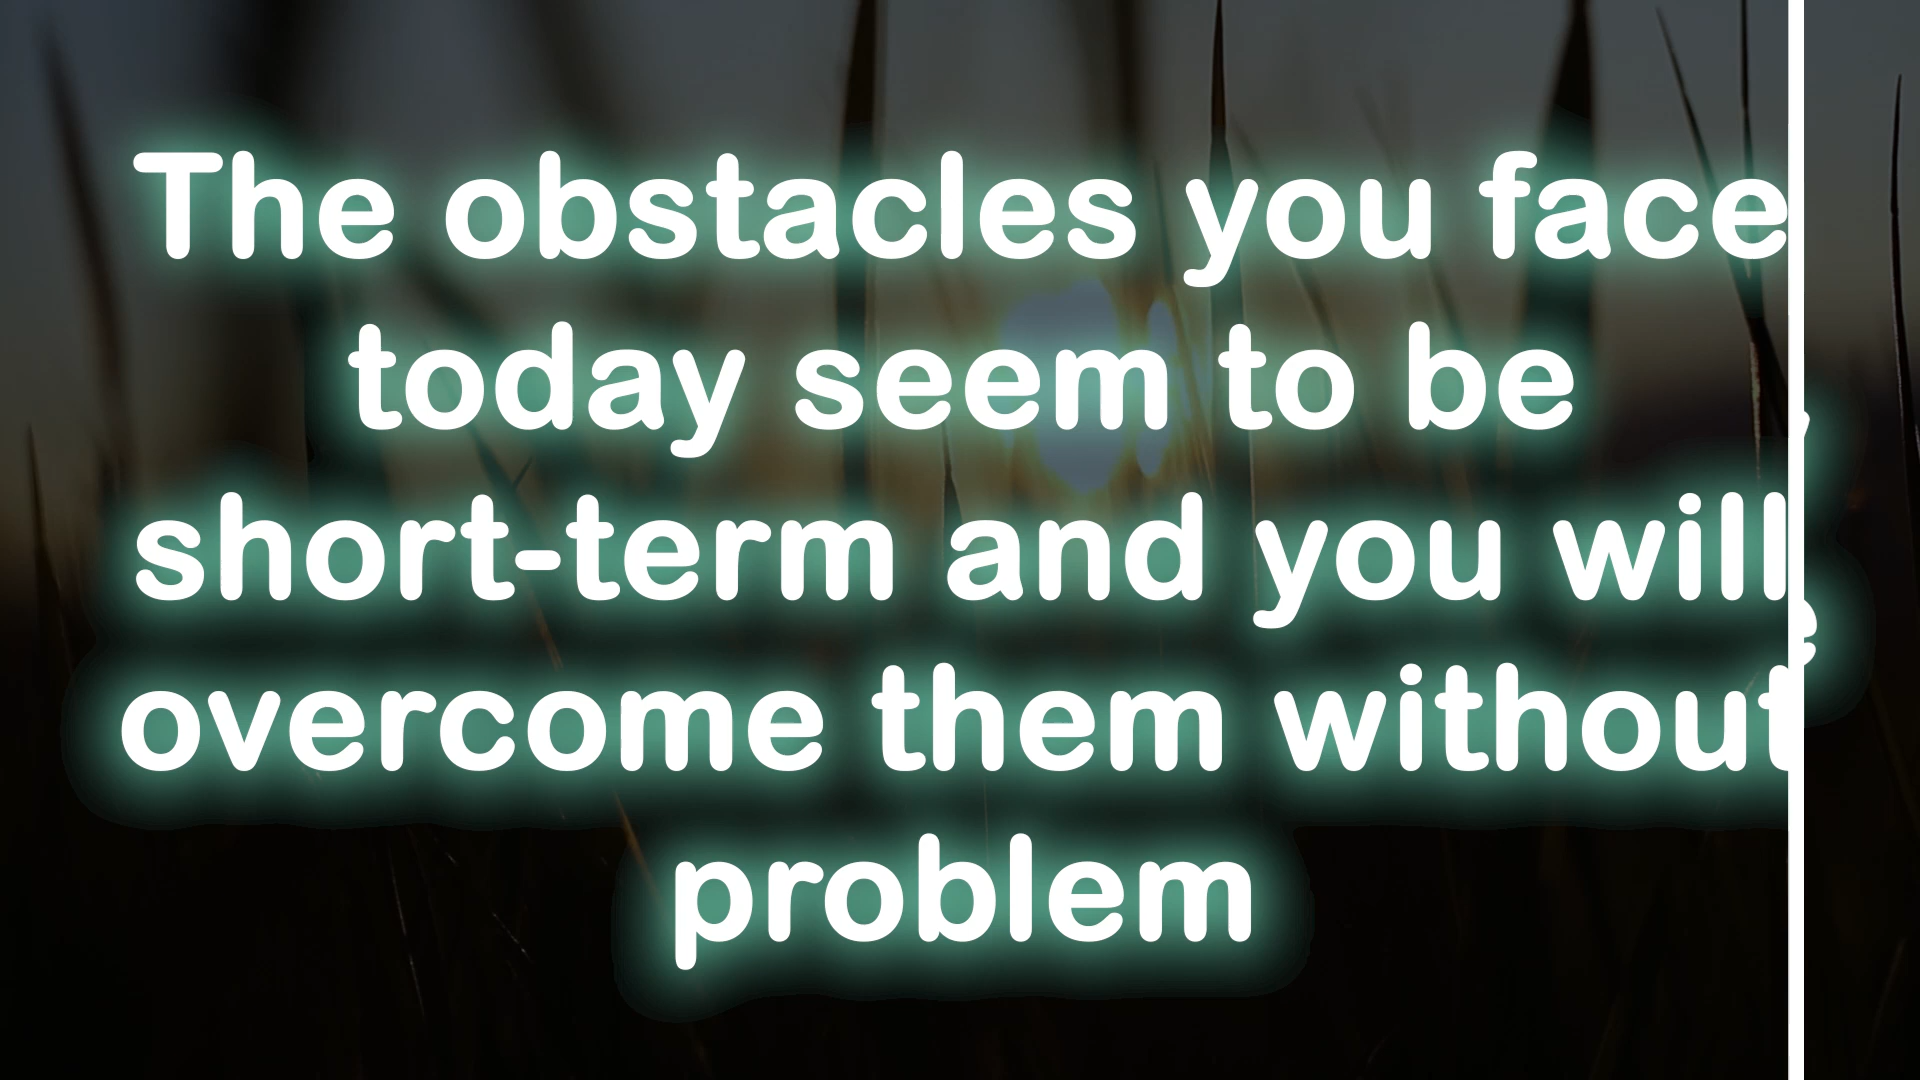 The obstacles you face
today seem to be
short-term and you will
overcome them without
problem